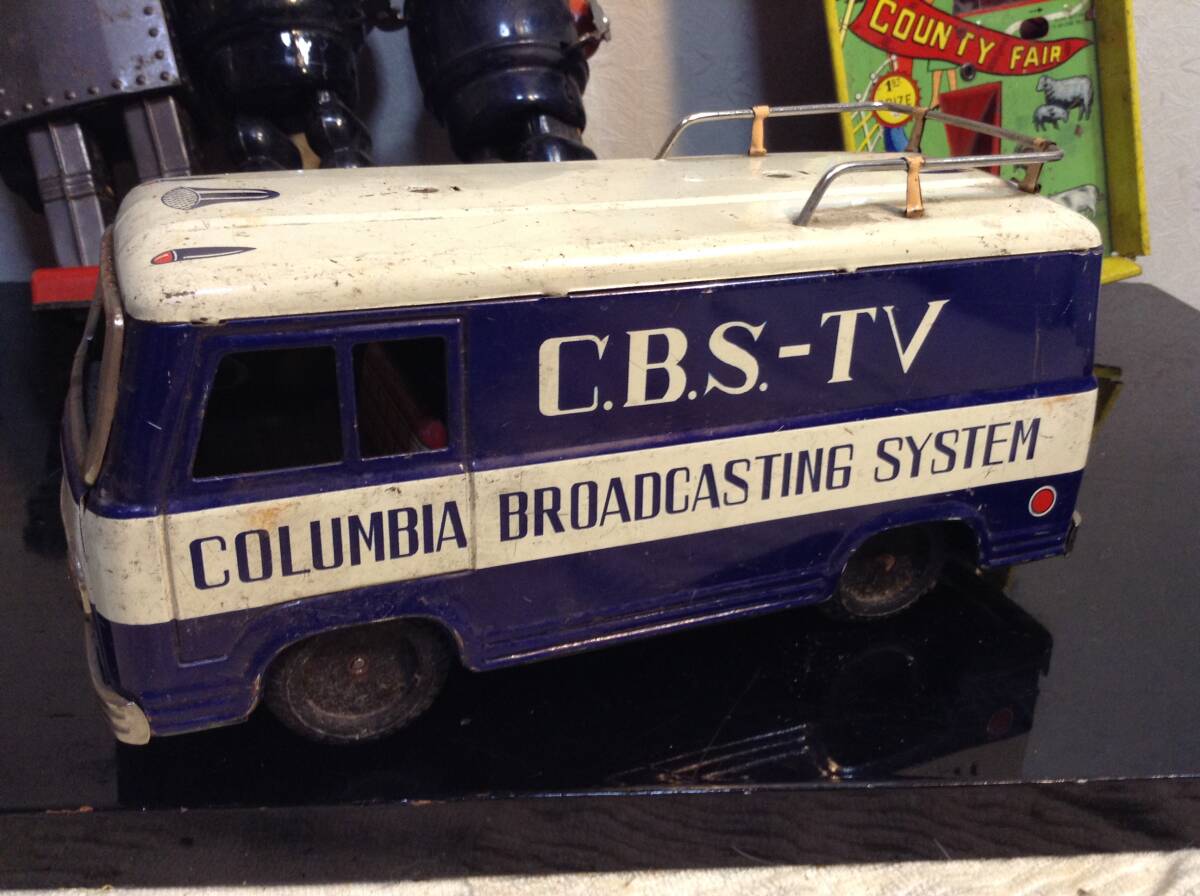 COUNTY FAIR
1ST
PRIZE
C.B.S.-TV
COLUMBIA BROADCASTING SYSTEM